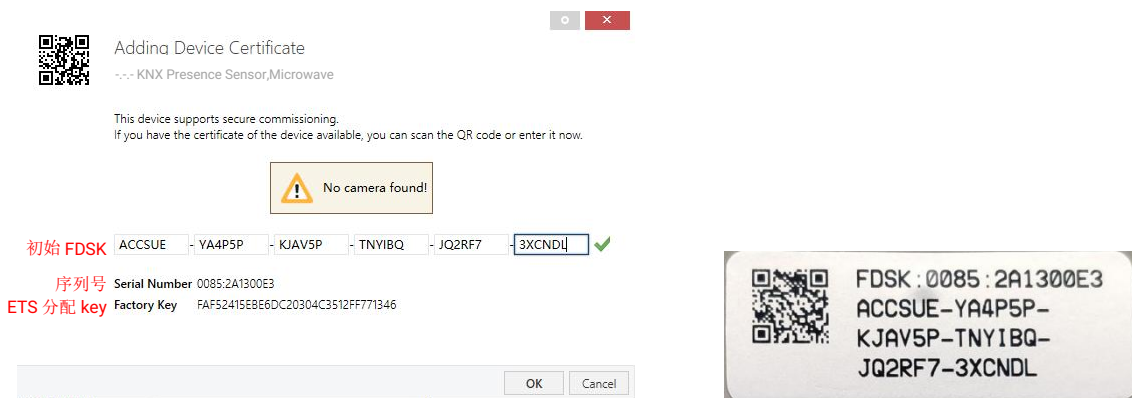 Adding Device Certificate
-.-.- KNX Presence Sensor,Microwave
This device supports secure commissioning.
If you have the certificate of the device available, you can scan the QR code or enter it now.
No camera found!
初始 FDSK ACCSUE - YA4P5P - KJAV5P - TNYIBQ - JQ2RF7 - 3XCNDL
序列号 Serial Number 0085:2A1300E3
ETS 分配 key Factory Key FAF52415EBE6DC20304C3512FF771346
OK Cancel
FDSK:0085:2A1300E3
ACCSUE-YA4P5P-
KJAV5P-TNYIBQ-
JQ2RF7-3XCNDL